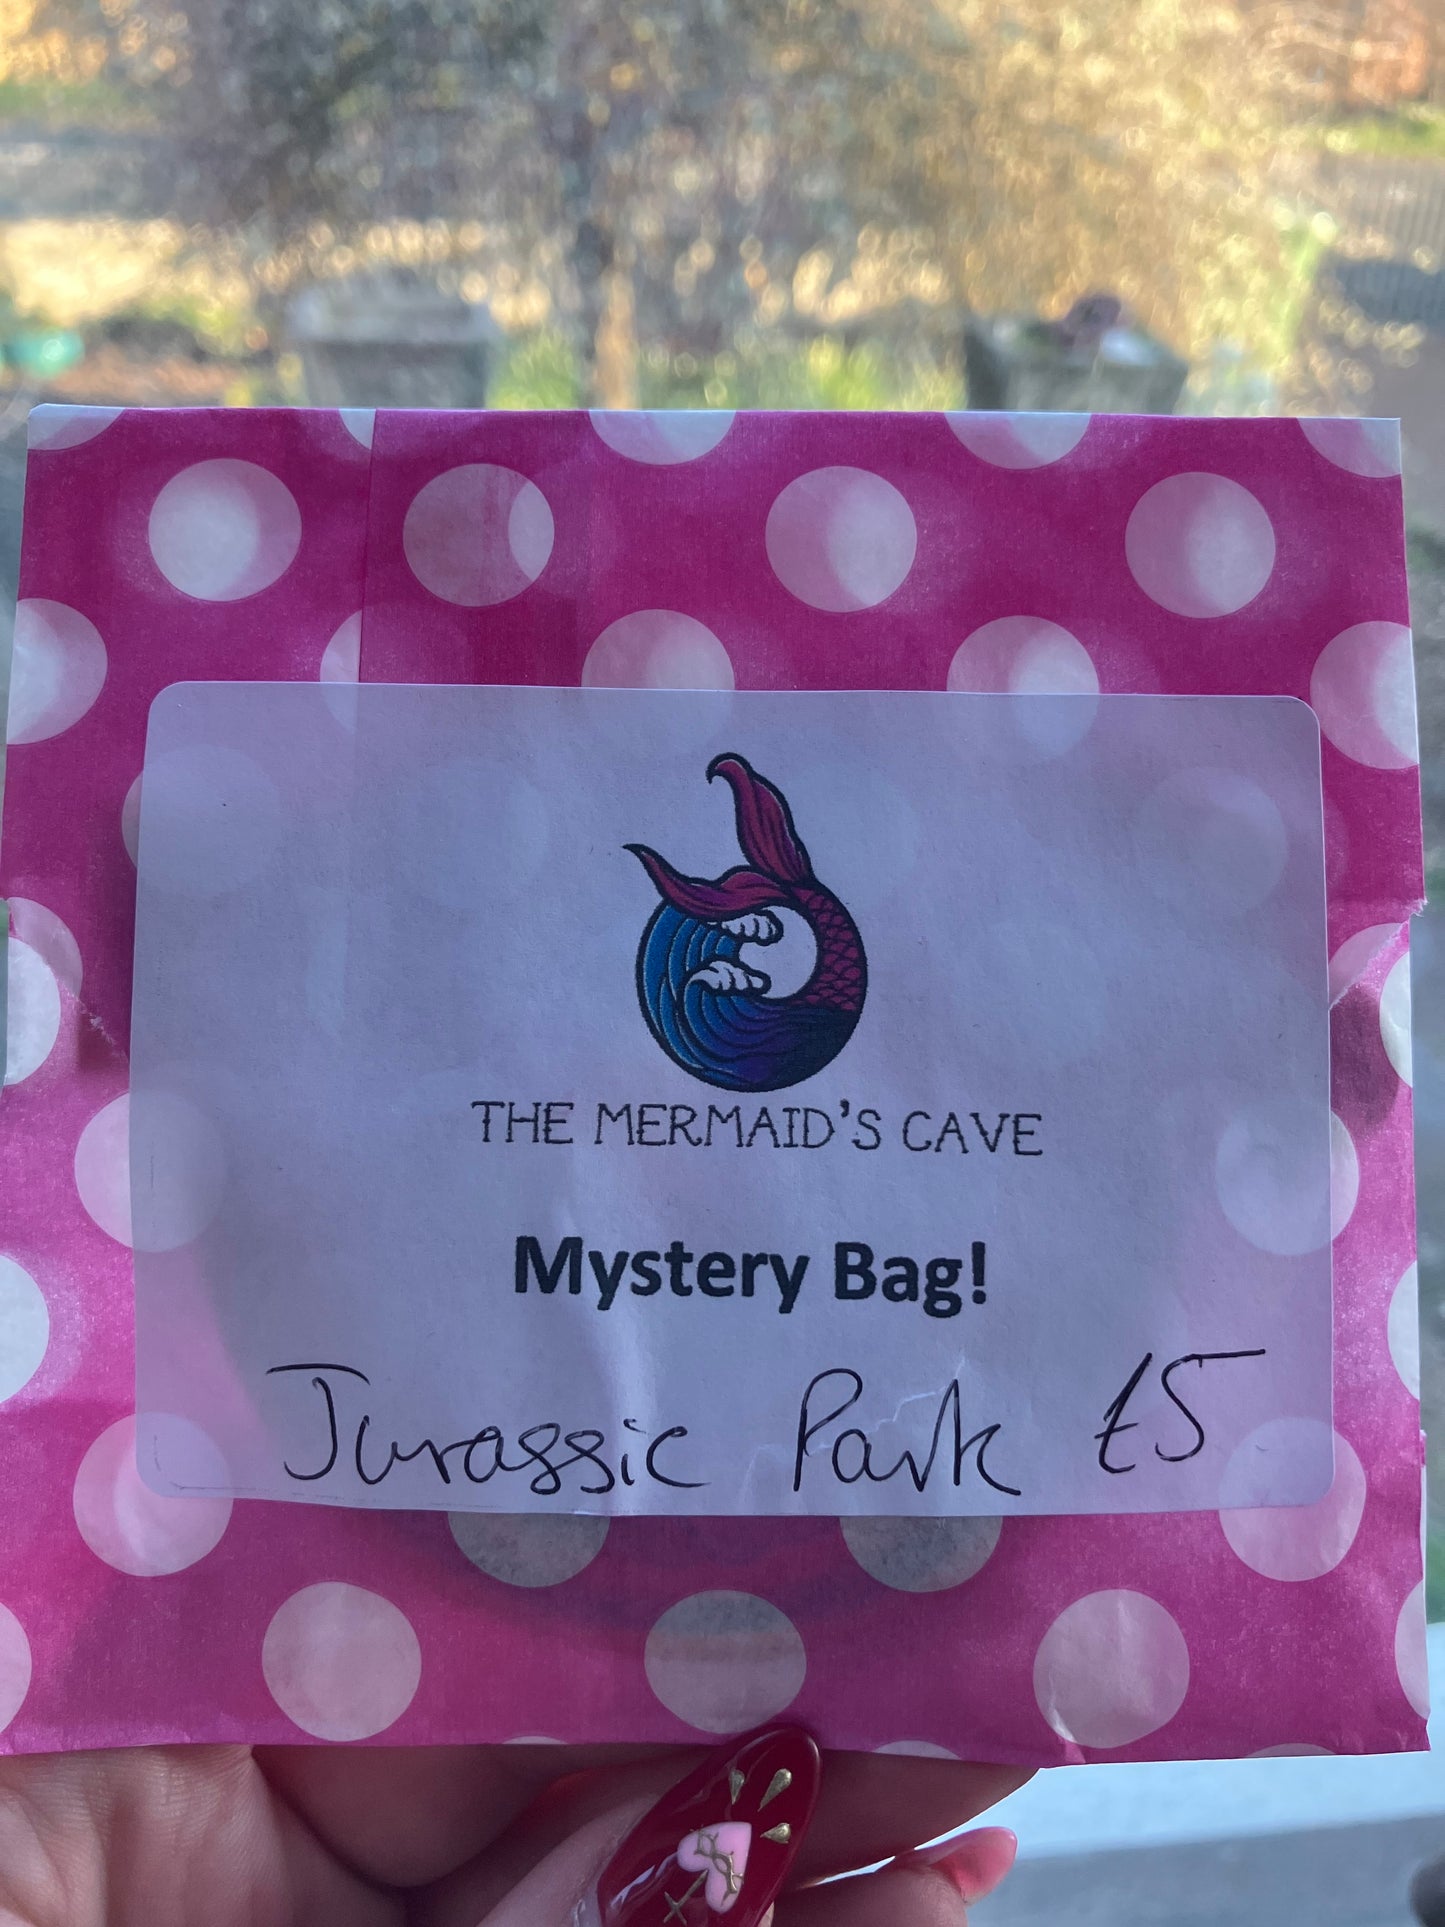 THE MERMAID'S CAVE
Mystery Bag!
Jurassic Park £5